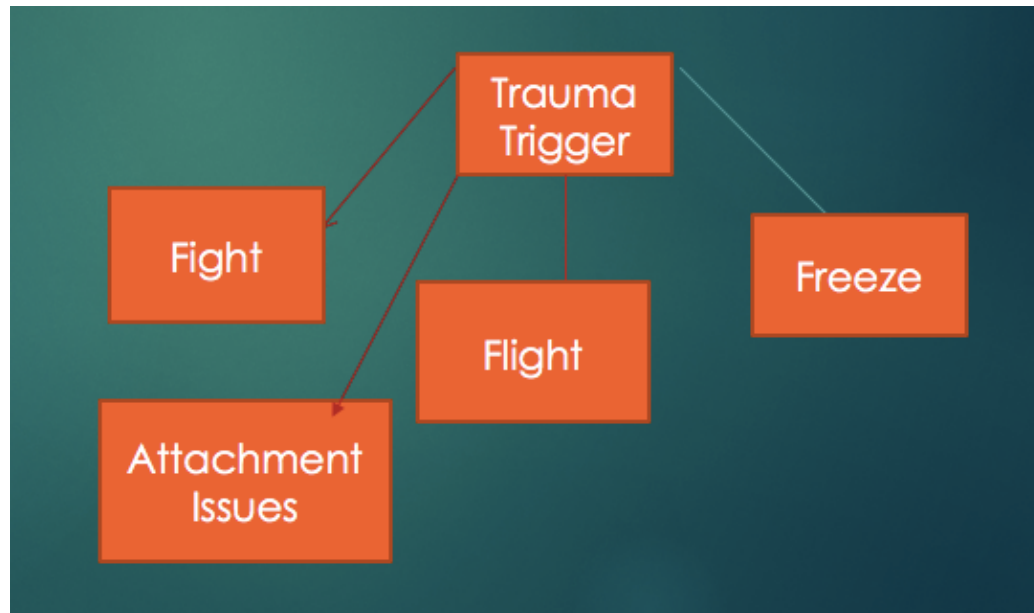 Trauma
Trigger
Fight
Freeze
Flight
Attachment
Issues